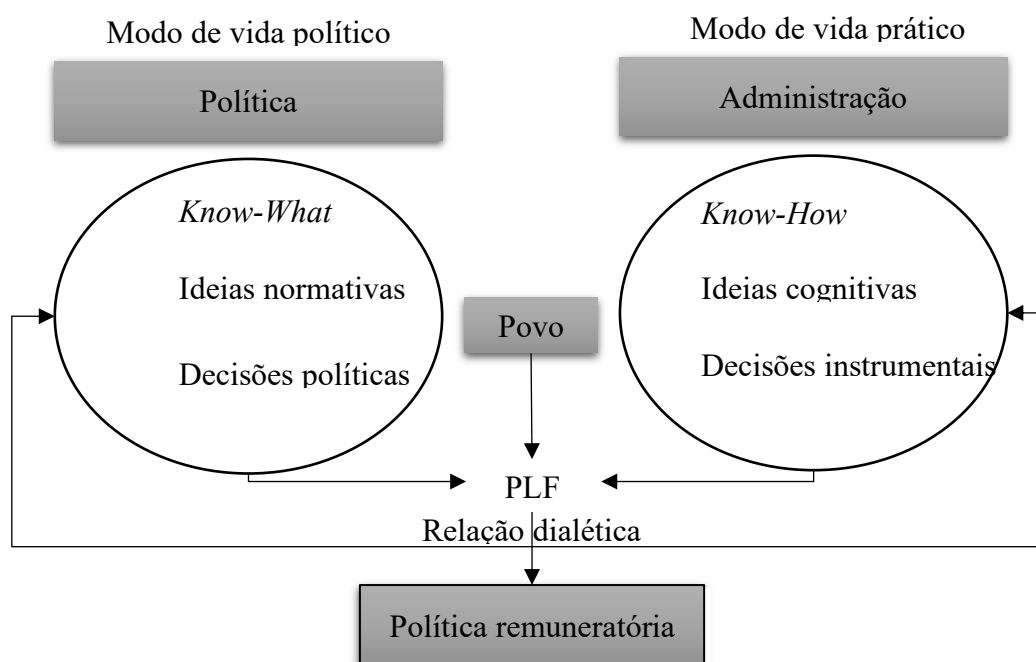 Modo de vida político
Modo de vida prático
Política
Administração
Know-What
Know-How
Ideias normativas
Ideias cognitivas
Povo
Decisões políticas
Decisões instrumentais
PLF
Relação dialética
Política remuneratória